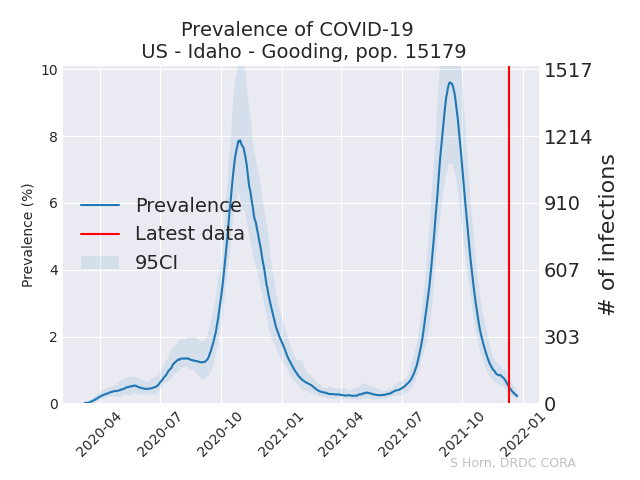 Prevalence of COVID-19
US - Idaho - Gooding, pop. 15179
Prevalence (%)
10
8
6
4
2
0
1517
1214
910
607
303
0
# of infections
Prevalence
Latest data
95CI
2020-04
2020-07
2020-10
2021-01
2021-04
2021-07
2021-10
2022-01
S Horn, DRDC CORA